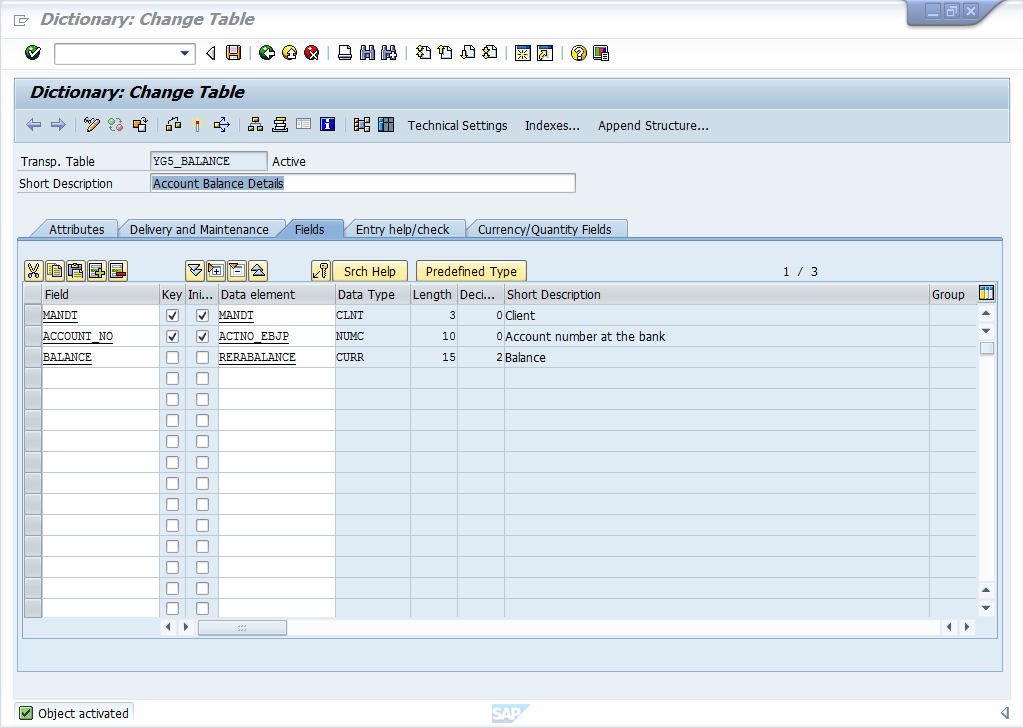 Dictionary: Change Table
Dictionary: Change Table
Technical Settings Indexes... Append Structure...
Transp. Table YG5_BALANCE Active
Short Description Account Balance Details
Attributes Delivery and Maintenance Fields Entry help/check Currency/Quantity Fields
Srch Help Predefined Type 1 / 3
Field Key Ini... Data element Data Type Length Deci... Short Description Group
MANDT MANDT CLNT 3 0 Client
ACCOUNT_NO ACTNO_EBJP NUMC 10 0 Account number at the bank
BALANCE RERABALANCE CURR 15 2 Balance
Object activated SAP